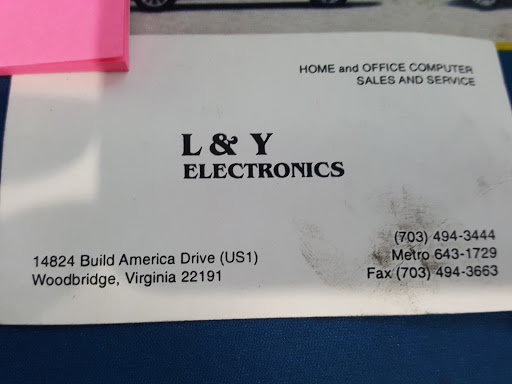 HOME and OFFICE COMPUTER
SALES AND SERVICE
L & Y
ELECTRONICS
14824 Build America Drive (US1)
Woodbridge, Virginia 22191
(703) 494-3444
Metro 643-1729
Fax (703) 494-3663